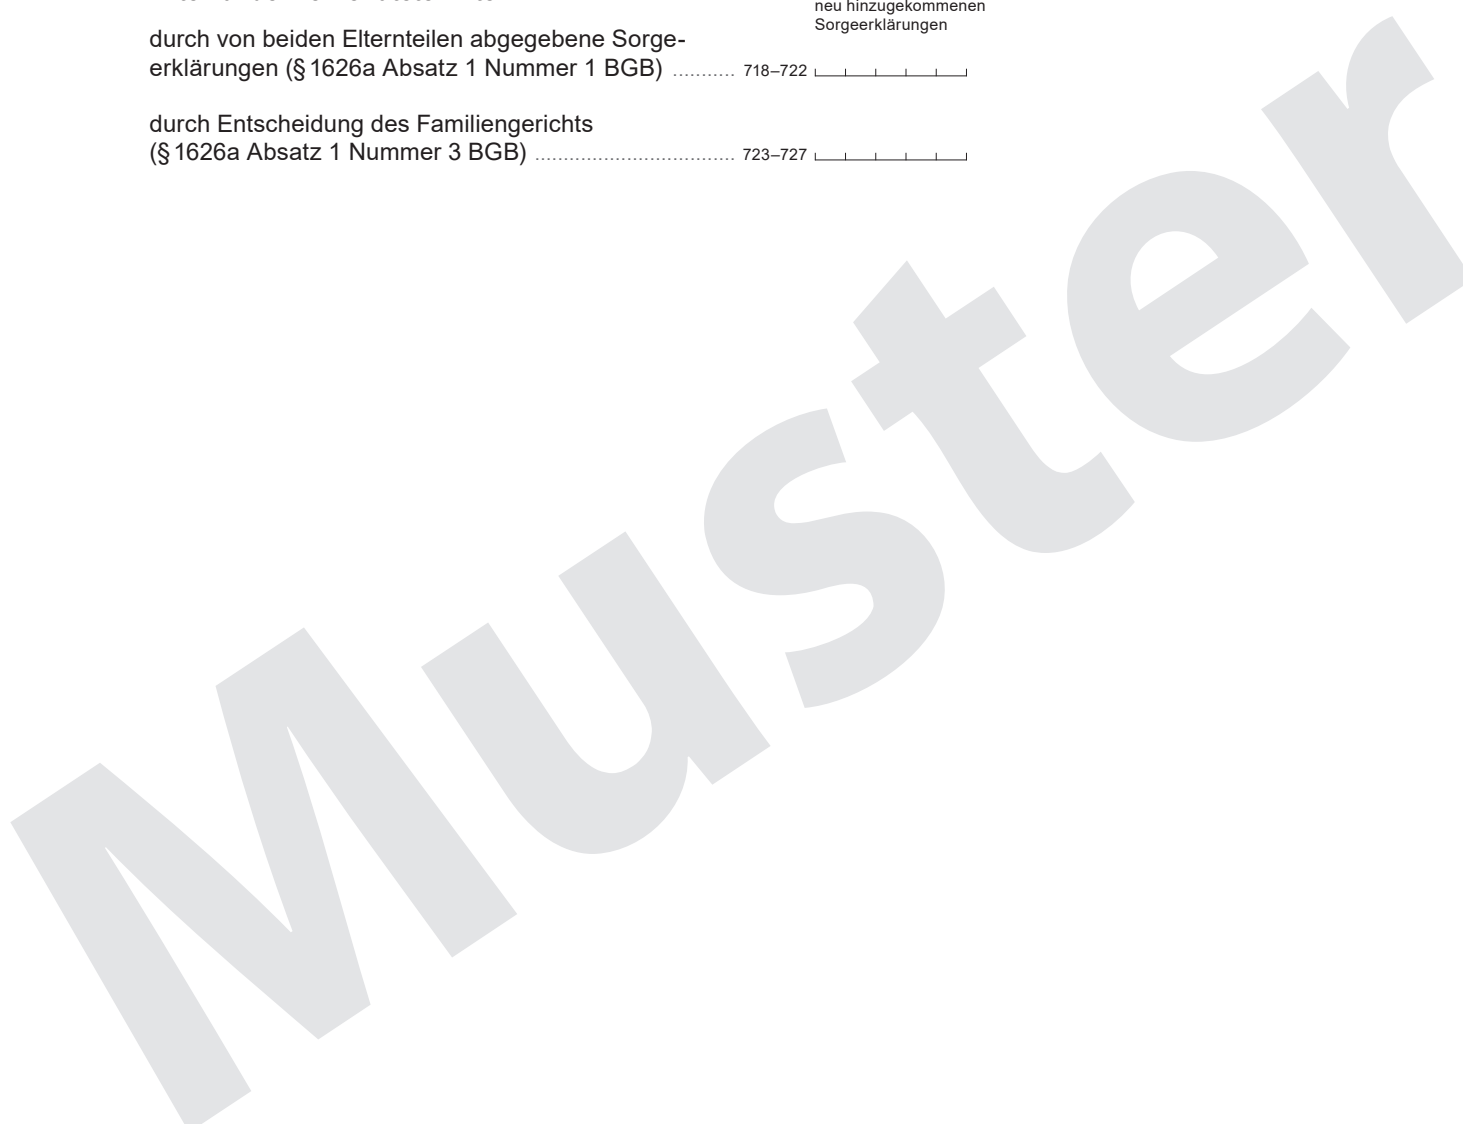 neu hinzugekommenen
Sorgeerklärungen
durch von beiden Elternteilen abgegebene Sorge-
erklärungen (§ 1626a Absatz 1 Nummer 1 BGB) ........... 718–722
durch Entscheidung des Familiengerichts
(§ 1626a Absatz 1 Nummer 3 BGB) ................................... 723–727
Muster